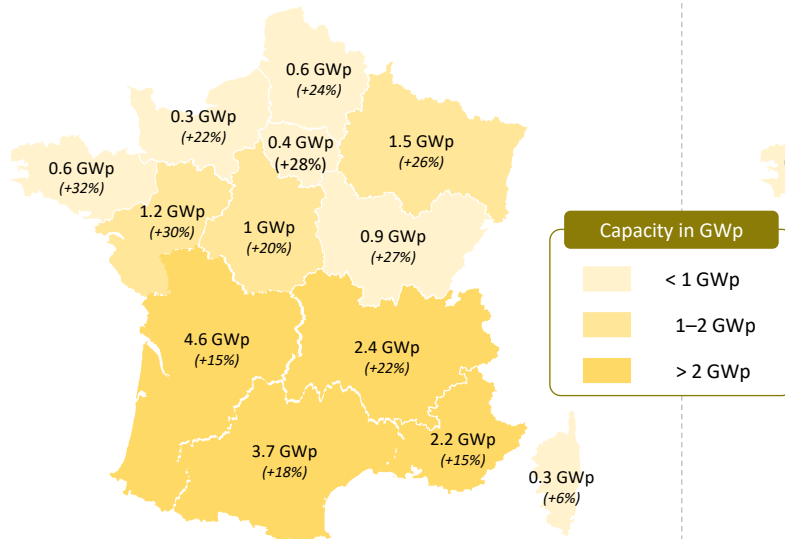 0.6 GWp
(+24%)
0.3 GWp
(+22%)
0.4 GWp
(+28%)
1.5 GWp
(+26%)
0.6 GWp
(+32%)
1.2 GWp
(+30%)
1 GWp
(+20%)
0.9 GWp
(+27%)
4.6 GWp
(+15%)
2.4 GWp
(+22%)
3.7 GWp
(+18%)
2.2 GWp
(+15%)
0.3 GWp
(+6%)
Capacity in GWp
< 1 GWp
1–2 GWp
> 2 GWp